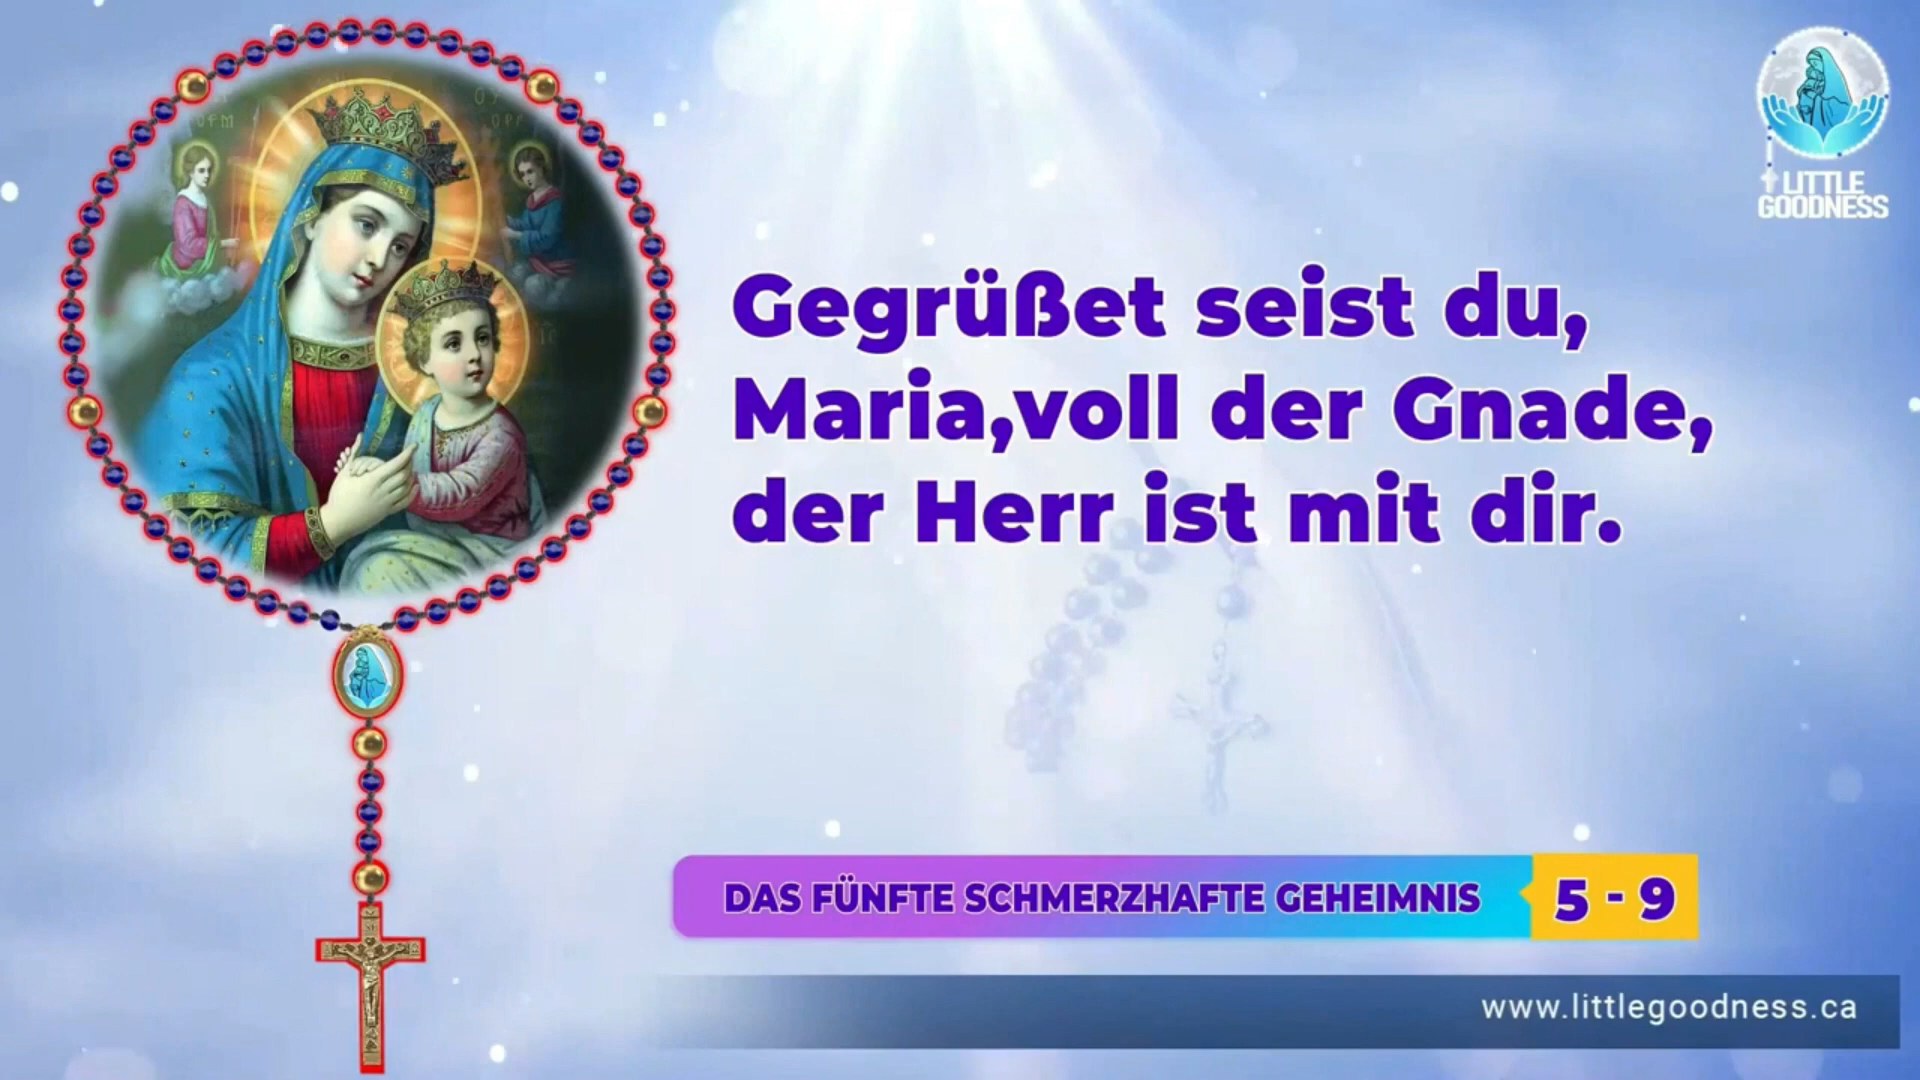 LITTLE
GOODNESS
Gegrüßet seist du,
Maria,voll der Gnade,
der Herr ist mit dir.
DAS FÜNFTE SCHMERZHAFTE GEHEIMNIS 5 - 9
www.littlegoodness.ca